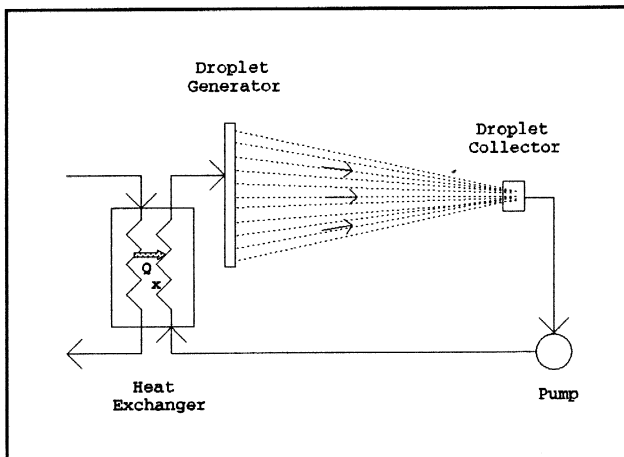 Droplet
Generator
Droplet
Collector
Q
x
Heat
Exchanger
Pump